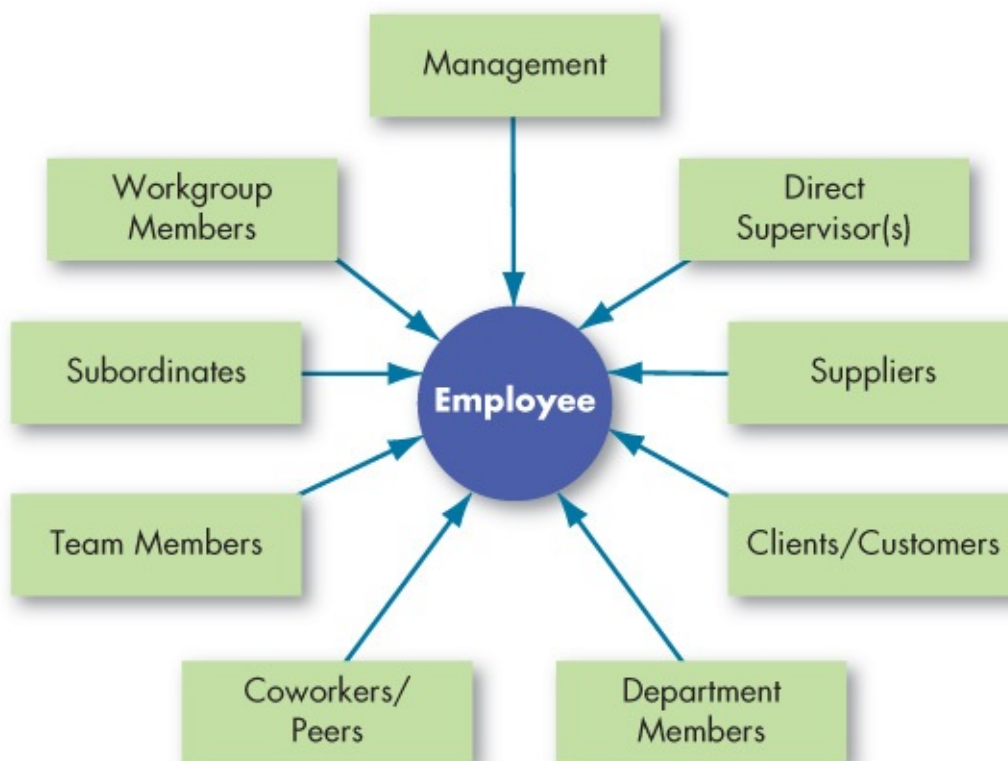 Management
Workgroup
Members
Direct
Supervisor(s)
Subordinates
Employee
Suppliers
Team Members
Clients/Customers
Coworkers/
Peers
Department
Members